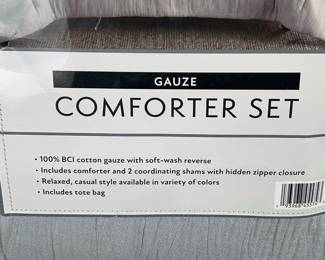 GAUZE
COMFORTER SET
• 100% BCI cotton gauze with soft-wash reverse
• Includes comforter and 2 coordinating shams with hidden zipper closure
• Relaxed, casual style available in variety of colors
• Includes tote bag